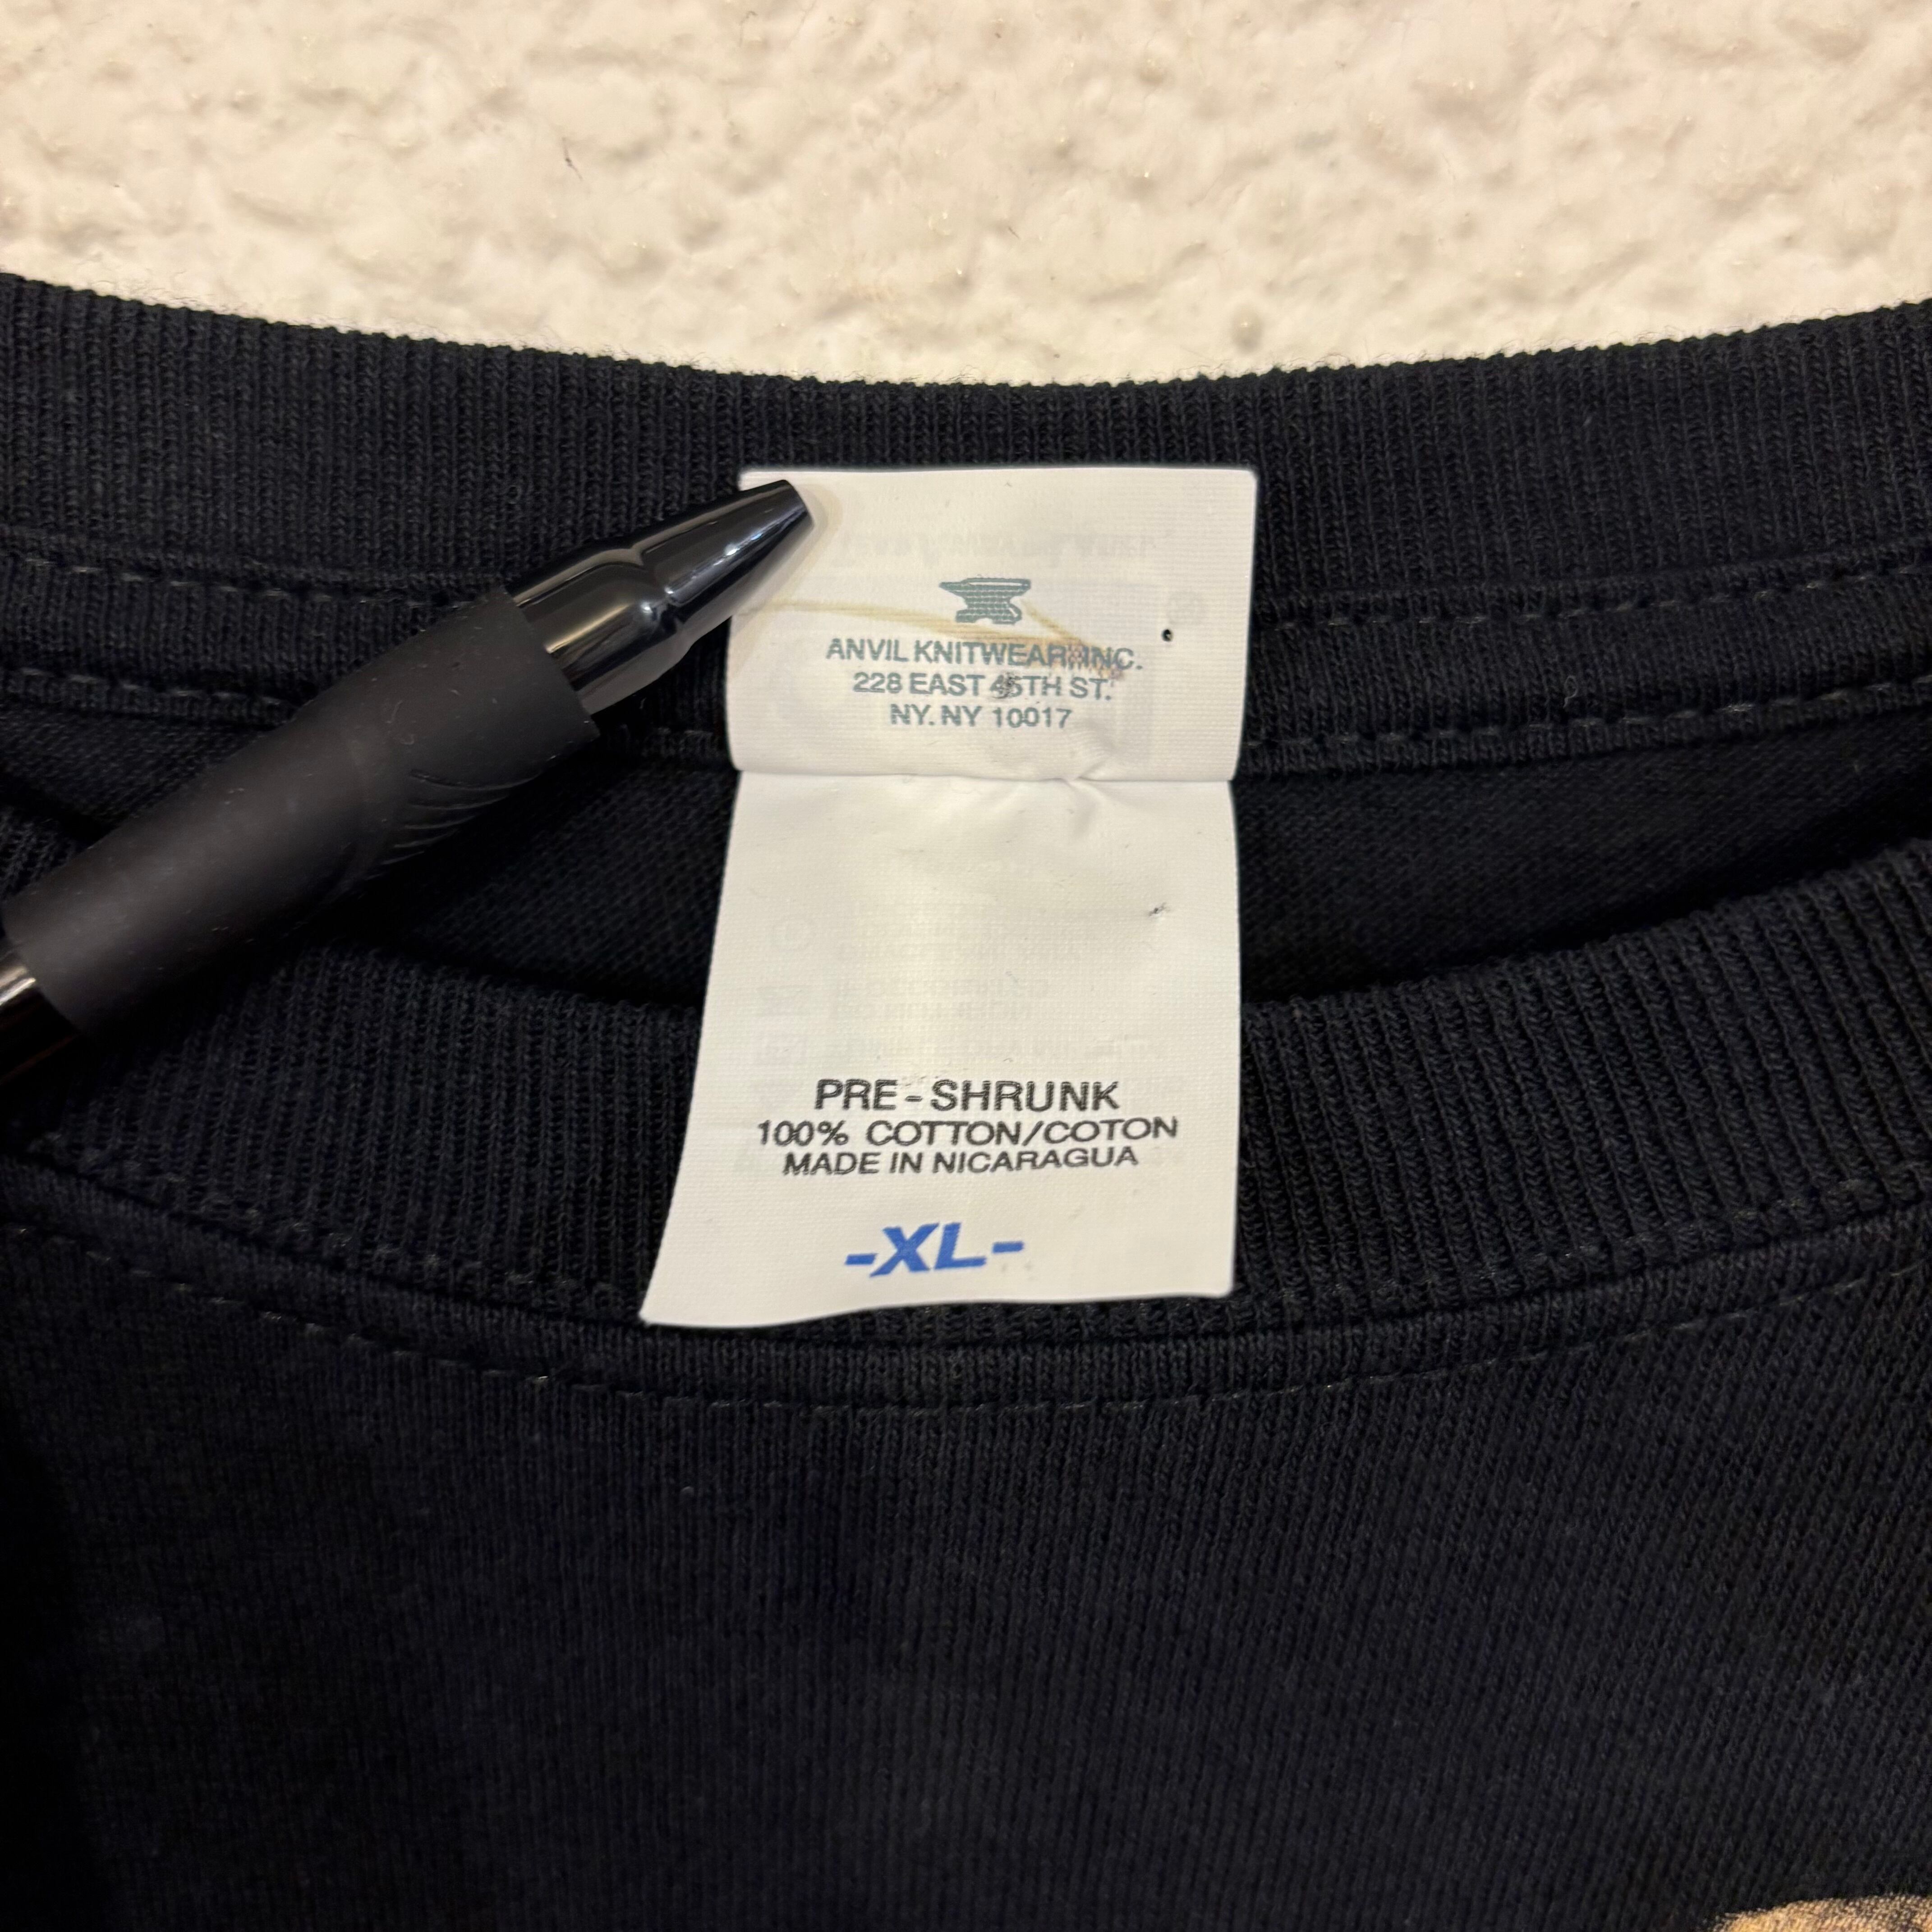 ANVIL KNITWEAR, INC.
228 EAST 45TH ST.
NY. NY 10017
PRE-SHRUNK
100% COTTON/COTON
MADE IN NICARAGUA
-XL-